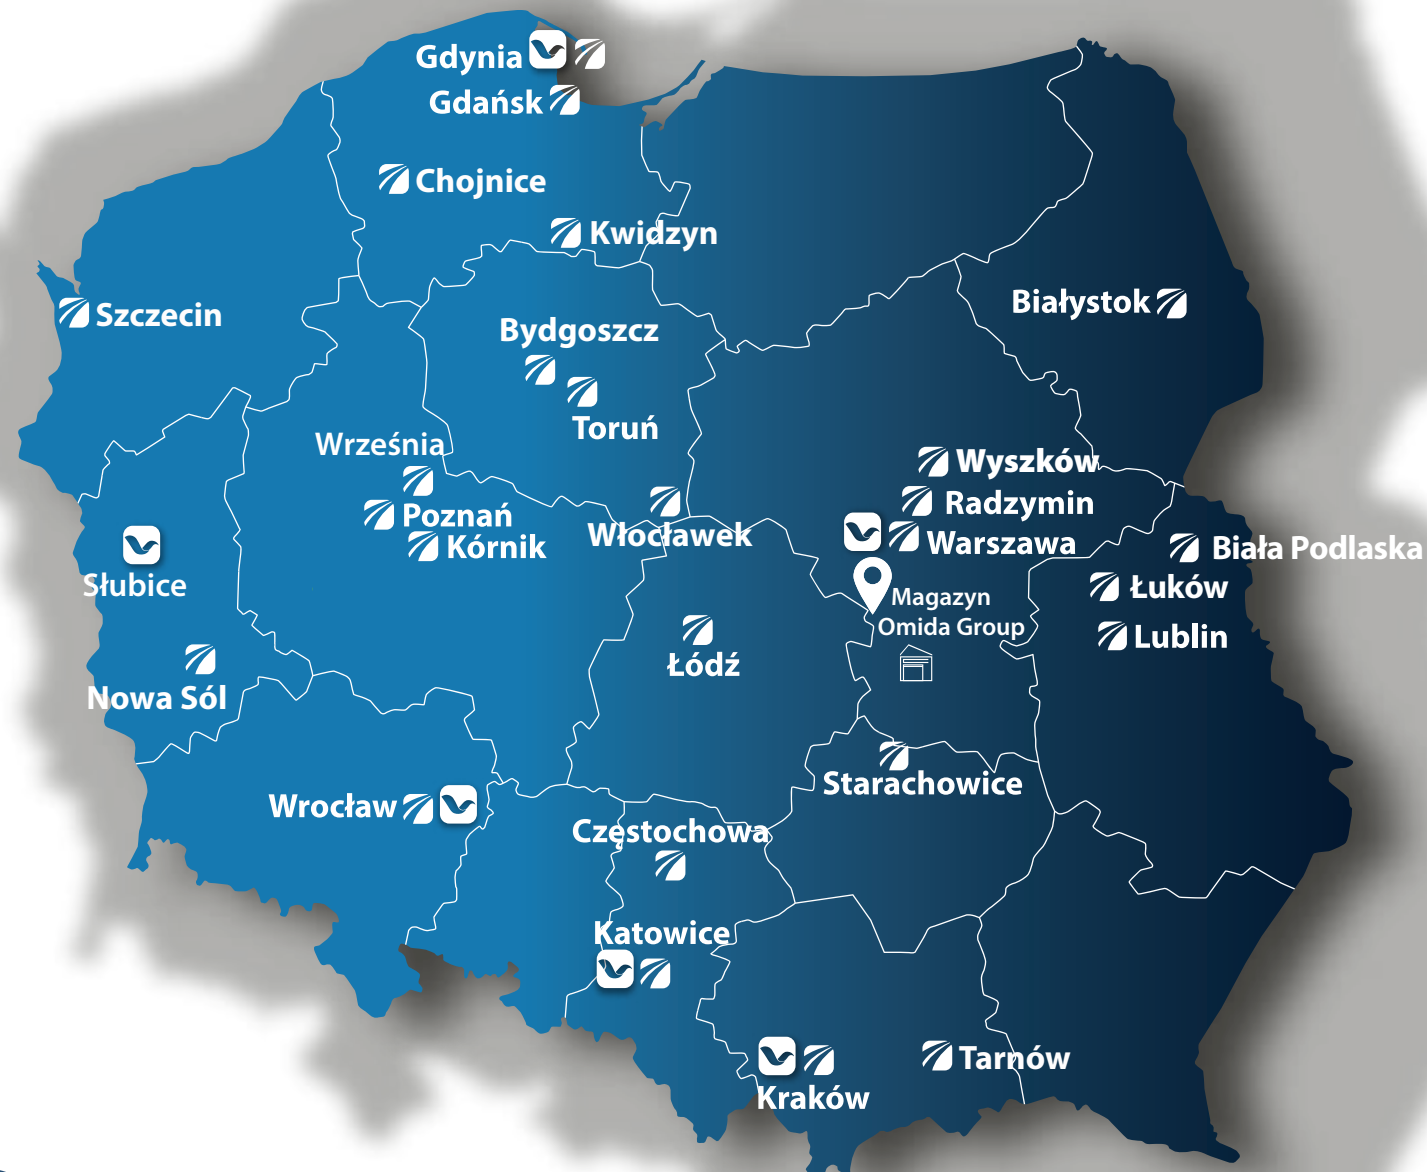 Gdynia
Gdańsk
Chojnice
Kwidzyn
Szczecin
Białystok
Bydgoszcz
Toruń
Września
Wyszków
Radzymin
Poznań
Włocławek
Warszawa
Kórnik
Biała Podlaska
Słubice
Łuków
Magazyn
Omida Group
Lublin
Łódź
Nowa Sól
Starachowice
Wrocław
Częstochowa
Katowice
Tarnów
Kraków